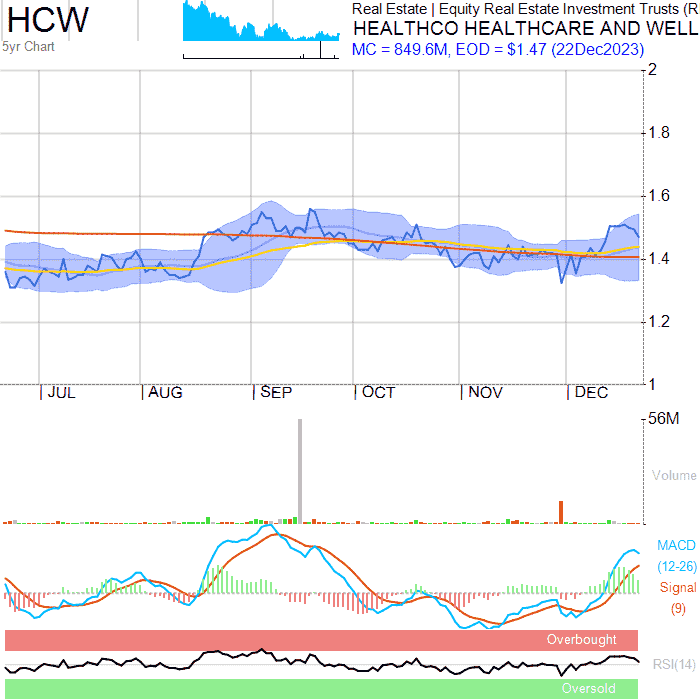 HCW
5yr Chart
Real Estate | Equity Real Estate Investment Trusts (R
HEALTHCO HEALTHCARE AND WELL
MC = 849.6M, EOD = $1.47 (22Dec2023)
2
1.8
1.6
1.4
1.2
1
JUL
AUG
SEP
OCT
NOV
DEC
56M
Volume
MACD
(12-26)
Signal
(9)
Overbought
RSI(14)
Oversold